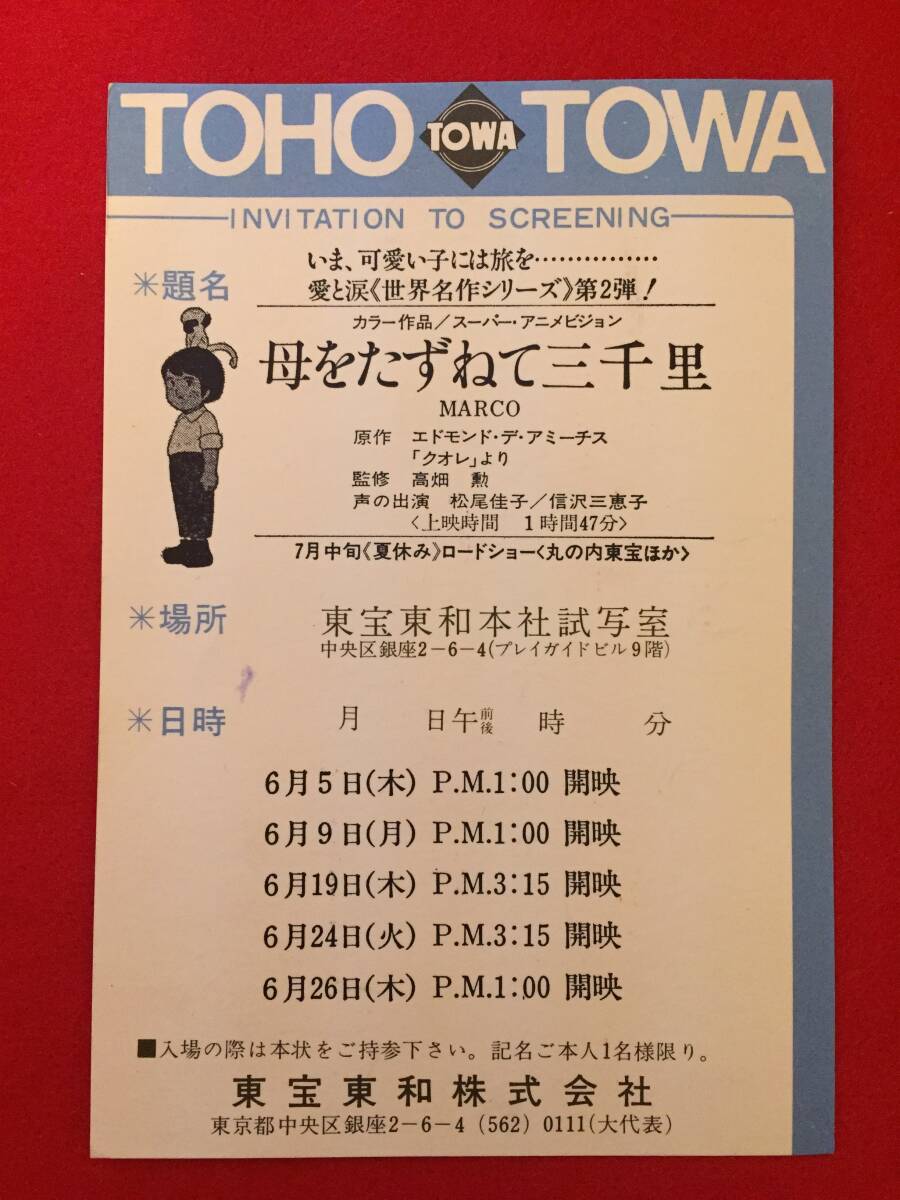 TOHO TOWA TOWA
INVITATION TO SCREENING
＊題名
いま、可愛い子には旅を……………
愛と涙《世界名作シリーズ》第2弾！
カラー作品／スーパー・アニメビジョン
母をたずねて三千里
MARCO
原作　エドモンド・デ・アミーチス
「クオレ」より
監修　高畑　勲
声の出演　松尾佳子／信沢三恵子
〈上映時間　1時間47分〉
7月中旬《夏休み》ロードショー〈丸の内東宝ほか〉
＊場所　東宝東和本社試写室
中央区銀座2−6−4(プレイガイドビル9階)
＊日時　月　日午前後　時　分
6月5日(木) P.M.1:00 開映
6月9日(月) P.M.1:00 開映
6月19日(木) P.M.3:15 開映
6月24日(火) P.M.3:15 開映
6月26日(木) P.M.1:00 開映
■入場の際は本状をご持参下さい。記名ご本人1名様限り。
東宝東和株式会社
東京都中央区銀座2−6−4 (562) 0111(大代表)